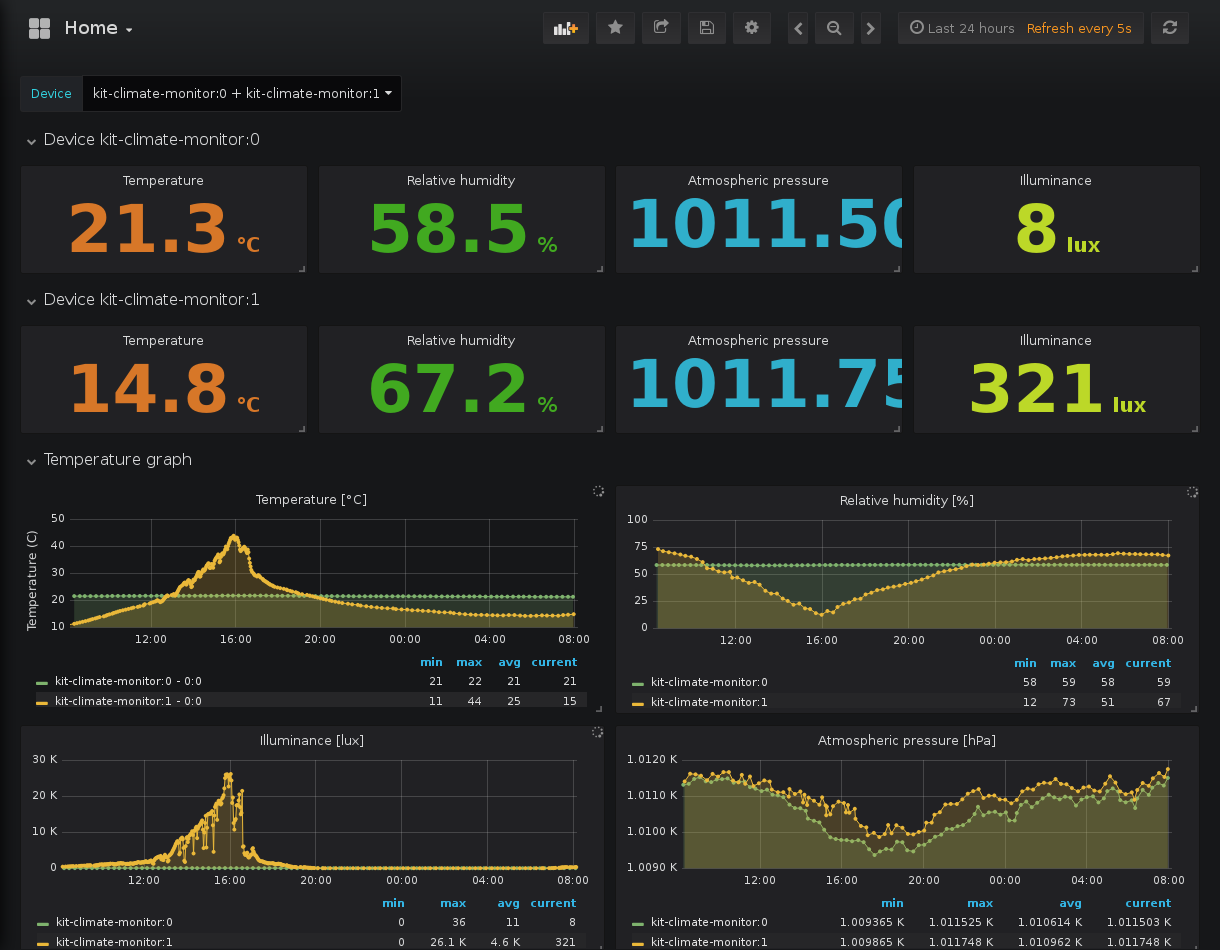 Home
Last 24 hours Refresh every 5s
Device kit-climate-monitor:0 + kit-climate-monitor:1
Device kit-climate-monitor:0
Temperature Relative humidity Atmospheric pressure Illuminance
21.3 °C 58.5 % 1011.50 8 lux
Device kit-climate-monitor:1
Temperature Relative humidity Atmospheric pressure Illuminance
14.8 °C 67.2 % 1011.75 321 lux
Temperature graph
Temperature [°C]
Temperature (C)
50
40
30
20
10
12:00 16:00 20:00 00:00 04:00 08:00
min max avg current
kit-climate-monitor:0 - 0:0 21 22 21 21
kit-climate-monitor:1 - 0:0 11 44 25 15
Relative humidity [%]
100
75
50
25
0
12:00 16:00 20:00 00:00 04:00 08:00
min max avg current
kit-climate-monitor:0 58 59 58 59
kit-climate-monitor:1 12 73 51 67
Illuminance [lux]
30 K
20 K
10 K
0
12:00 16:00 20:00 00:00 04:00 08:00
min max avg current
kit-climate-monitor:0 0 36 11 8
kit-climate-monitor:1 0 26.1 K 4.6 K 321
Atmospheric pressure [hPa]
1.0120 K
1.0110 K
1.0100 K
1.0090 K
12:00 16:00 20:00 00:00 04:00 08:00
min max avg current
kit-climate-monitor:0 1.009365 K 1.011525 K 1.010614 K 1.011503 K
kit-climate-monitor:1 1.009865 K 1.011748 K 1.010962 K 1.011748 K